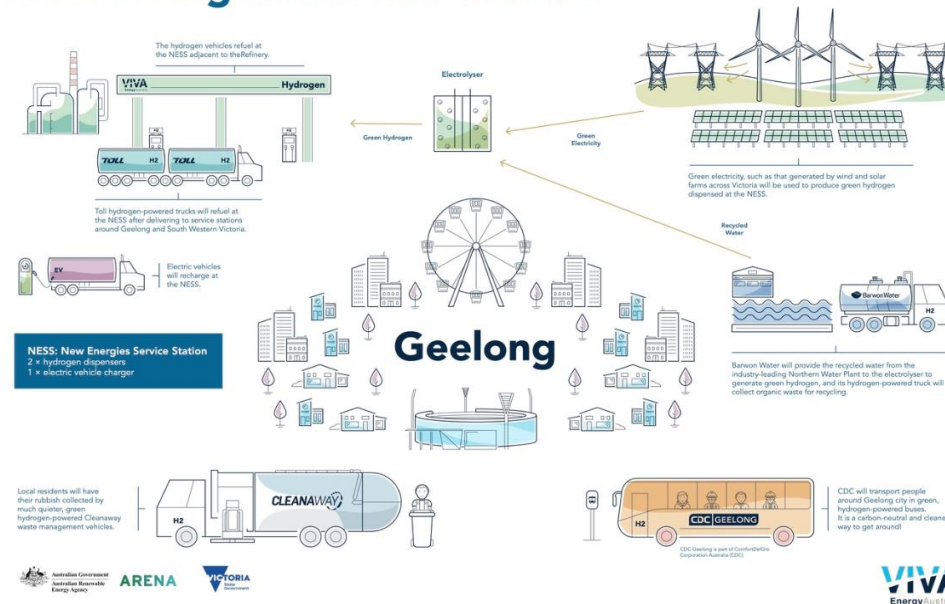 The hydrogen vehicles refuel at
the NESS adjacent to theRefinery.
VIVA
Hydrogen
TOLL H2 TOLL H2
Toll hydrogen-powered trucks will refuel at
the NESS after delivering to service stations
around Geelong and South Western Victoria.
Electrolyser
Green Hydrogen
Green
Electricity
Green electricity, such as that generated by wind and solar
farms across Victoria will be used to produce green hydrogen
dispensed at the NESS.
Recycled
Water
EV
Electric vehicles
will recharge at
the NESS.
Barwon Water
H2
Barwon Water will provide the recycled water from the
industry-leading Northern Water Plant to the electrolyser to
generate green hydrogen, and its hydrogen-powered truck will
collect organic waste for recycling.
NESS: New Energies Service Station
2 × hydrogen dispensers
1 × electric vehicle charger
Geelong
Local residents will have
their rubbish collected by
much quieter, green
hydrogen-powered Cleanaway
waste management vehicles.
H2
CLEANAWAY
H2
CDC GEELONG
CDC Geelong is part of ComfortDelGro
Corporation Australia (CDC)
CDC will transport people
around Geelong city in green,
hydrogen-powered buses.
It is a carbon-neutral and cleane
way to get around!
Australian Government
Australian Renewable
Energy Agency
ARENA
VICTORIA
State
Government
VIVA
EnergyAust